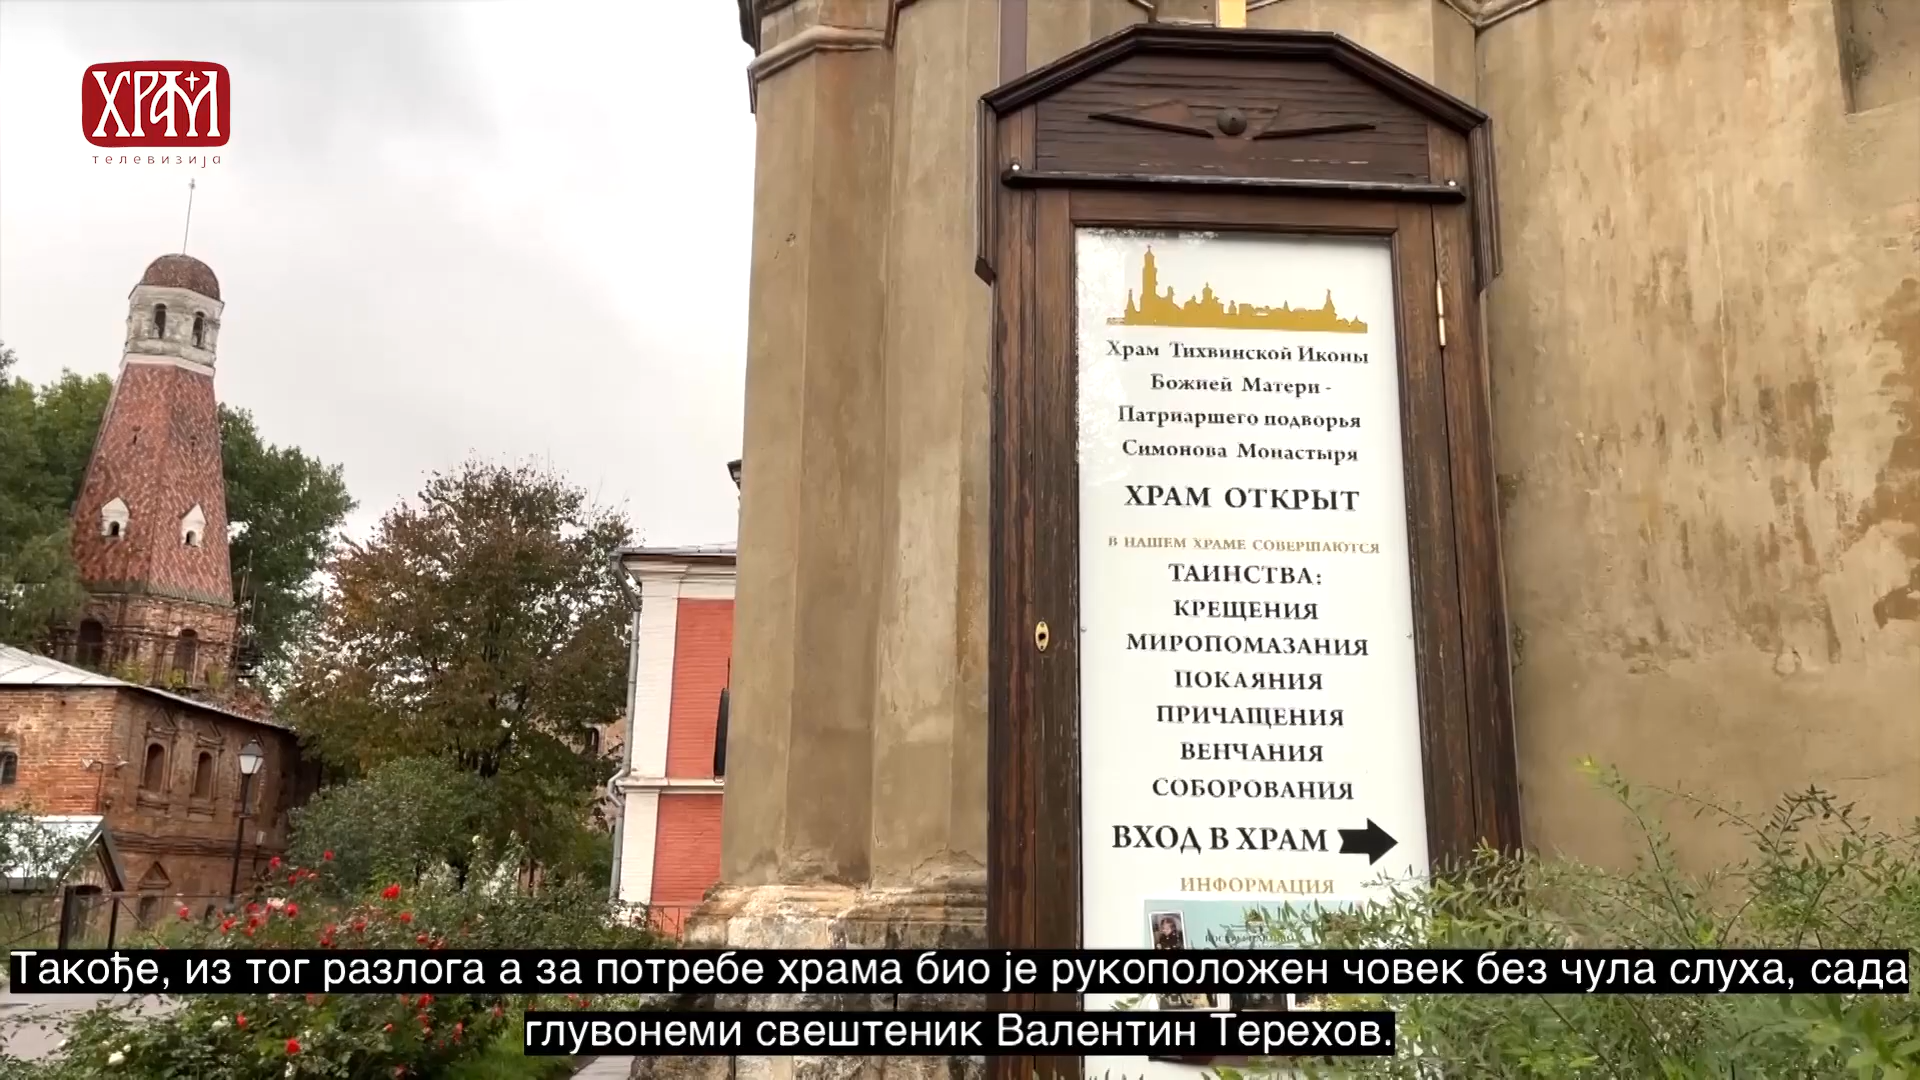 ХРАМ
телевизија
Храм Тихвинской Иконы
Божией Матери -
Патриаршего подворья
Симонова Монастыря
ХРАМ ОТКРЫТ
В НАШЕМ ХРАМЕ СОВЕРШАЮТСЯ
ТАИНСТВА:
КРЕЩЕНИЯ
МИРОПОМАЗАНИЯ
ПОКАЯНИЯ
ПРИЧАЩЕНИЯ
ВЕНЧАНИЯ
СОБОРОВАНИЯ
ВХОД В ХРАМ
ИНФОРМАЦИЯ
Такође, из тог разлога а за потребе храма био је рукоположен човек без чула слуха, сада
глувонеми свештеник Валентин Терехов.